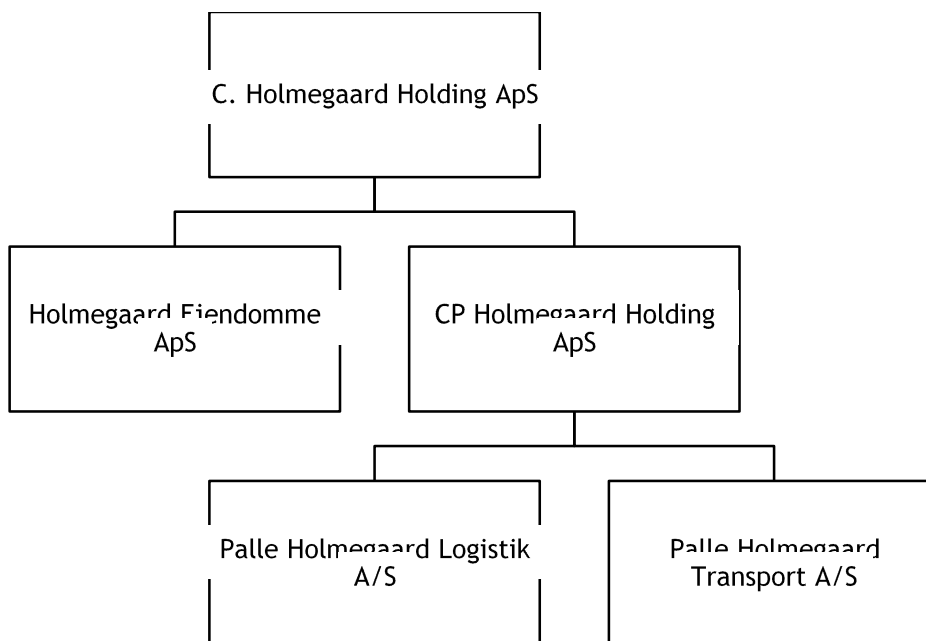 C. Holmegaard Holding ApS
Holmegaard Ejendomme
ApS
CP Holmegaard Holding
ApS
Palle Holmegaard Logistik
A/S
Palle Holmegaard
Transport A/S